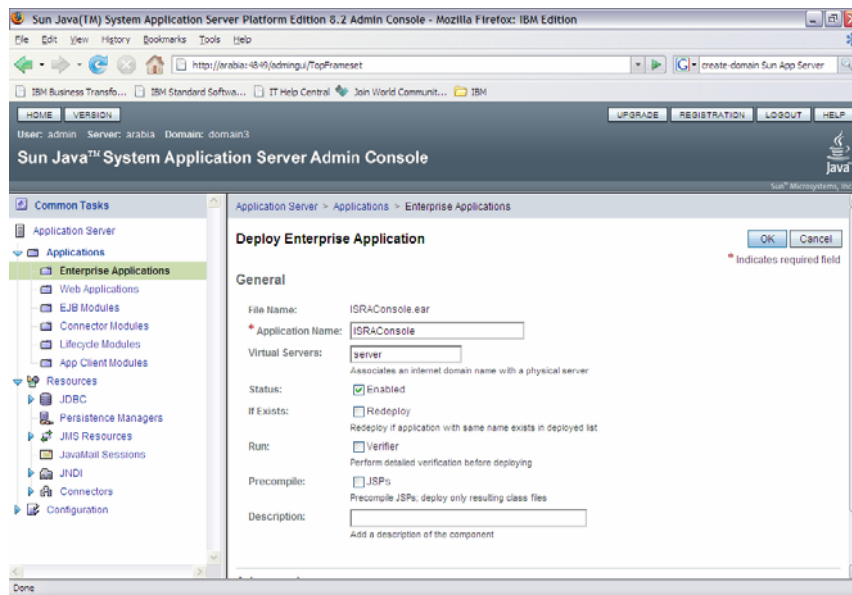 Sun Java(TM) System Application Server Platform Edition 8.2 Admin Console - Mozilla Firefox: IBM Edition
File Edit View History Bookmarks Tools Help
http://arabia:4849/admingui/TopFrameset
create-domain Sun App Server
IBM Business Transfo... IBM Standard Softwa... IT Help Central Join World Communit... IBM
HOME VERSION UPGRADE REGISTRATION LOGOUT HELP
User: admin Server: arabia Domain: domain3
Sun Java™ System Application Server Admin Console
Java
Sun™ Microsystems, Inc
Common Tasks
Application Server
Applications
Enterprise Applications
Web Applications
EJB Modules
Connector Modules
Lifecycle Modules
App Client Modules
Resources
JDBC
Persistence Managers
JMS Resources
JavaMail Sessions
JNDI
Connectors
Configuration
Application Server > Applications > Enterprise Applications
Deploy Enterprise Application
OK Cancel
* Indicates required field
General
File Name: ISRAConsole.ear
* Application Name: ISRAConsole
Virtual Servers: server
Associates an internet domain name with a physical server
Status: Enabled
If Exists: Redeploy
Redeploy if application with same name exists in deployed list
Run: Verifier
Perform detailed verification before deploying
Precompile: JSPs
Precompile JSPs; deploy only resulting class files
Description:
Add a description of the component
Done